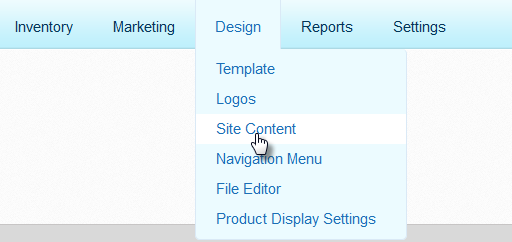 Inventory Marketing Design Reports Settings
Template
Logos
Site Content
Navigation Menu
File Editor
Product Display Settings